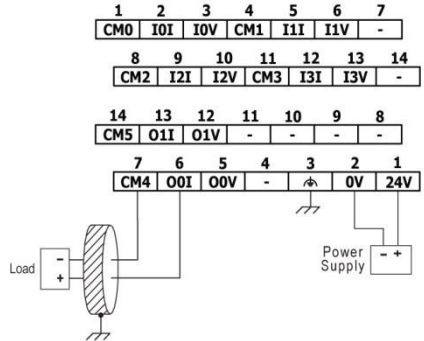 1 2 3 4 5 6 7
CM0 I0I I0V CM1 I1I I1V -
8 9 10 11 12 13 14
CM2 I2I I2V CM3 I3I I3V -
14 13 12 11 10 9 8
CM5 O1I O1V - - - -
7 6 5 4 3 2 1
CM4 O0I O0V - 0V 24V
Load - +
Power Supply - +